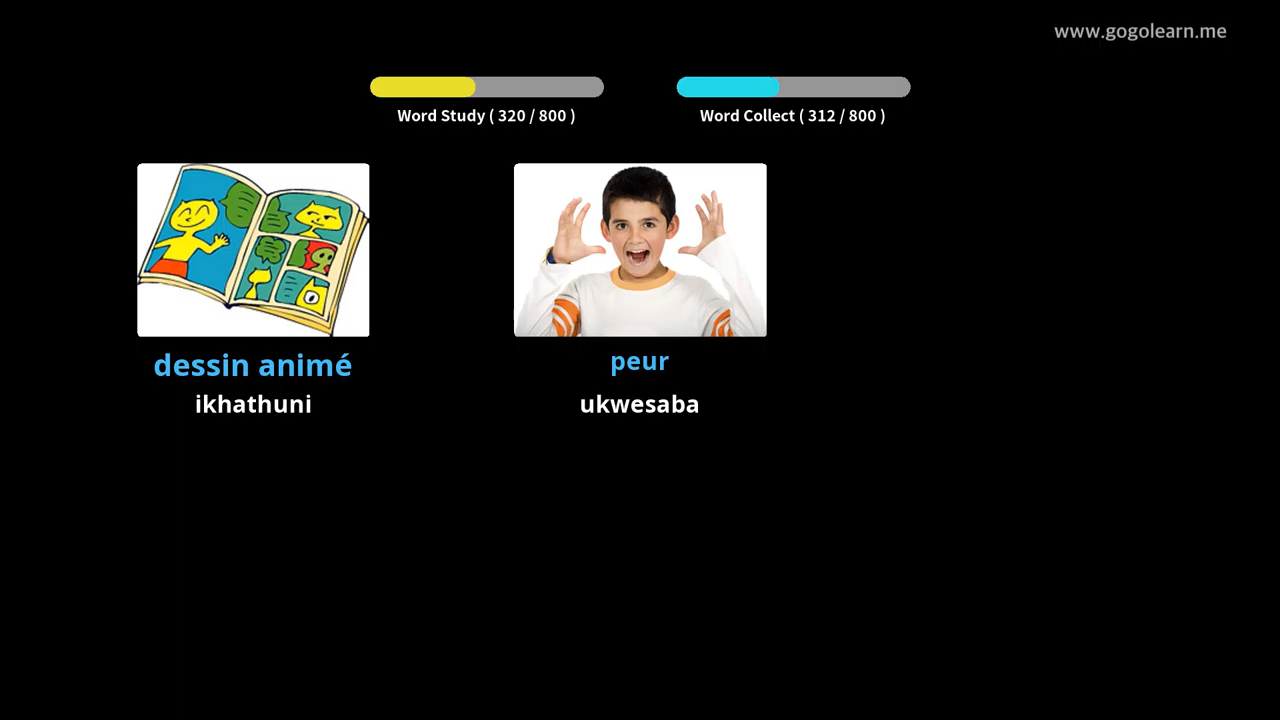 www.gogolearn.me
Word Study ( 320 / 800 )
Word Collect ( 312 / 800 )
dessin animé
ikhathuni
peur
ukwesaba